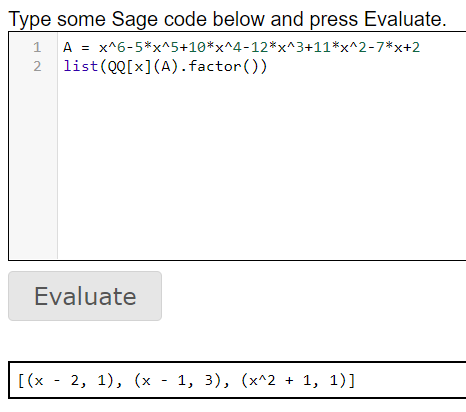 Type some Sage code below and press Evaluate.
1 A = x^6-5*x^5+10*x^4-12*x^3+11*x^2-7*x+2
2 list(QQ[x](A).factor())
Evaluate
[(x - 2, 1), (x - 1, 3), (x^2 + 1, 1)]